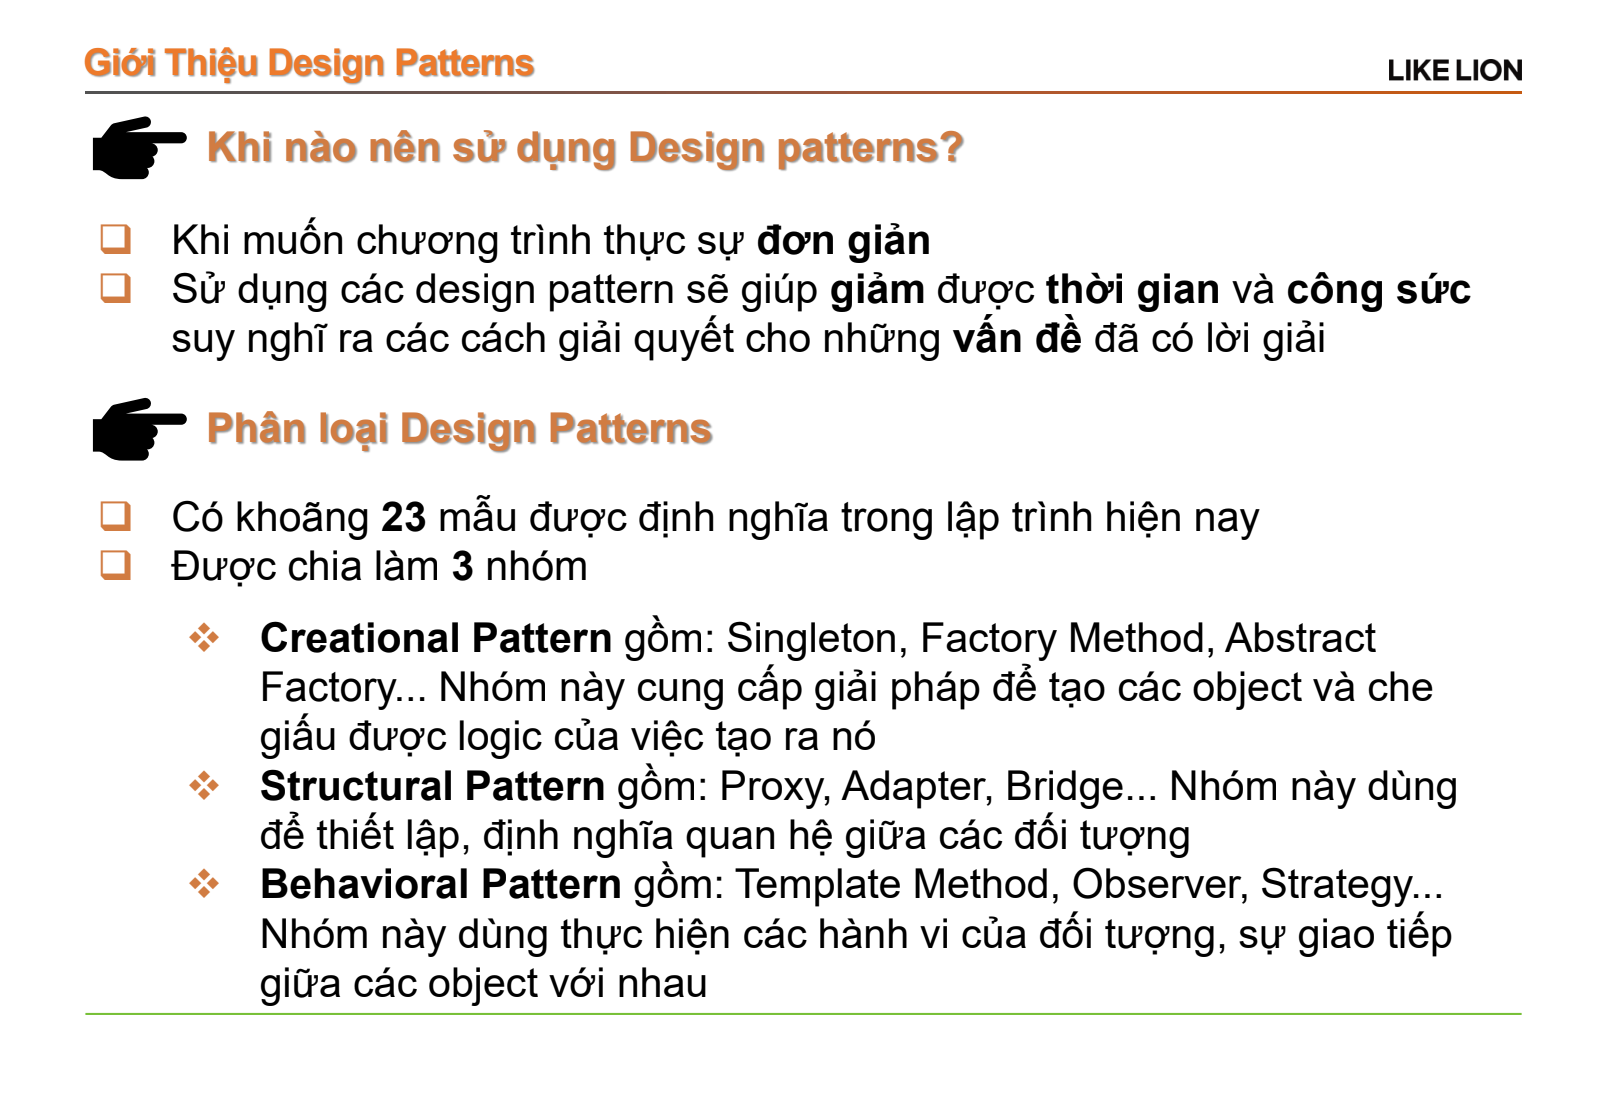 Giới Thiệu Design Patterns
LIKE LION
Khi nào nên sử dụng Design patterns?
Khi muốn chương trình thực sự đơn giản
Sử dụng các design pattern sẽ giúp giảm được thời gian và công sức
suy nghĩ ra các cách giải quyết cho những vấn đề đã có lời giải
Phân loại Design Patterns
Có khoãng 23 mẫu được định nghĩa trong lập trình hiện nay
Được chia làm 3 nhóm
Creational Pattern gồm: Singleton, Factory Method, Abstract
Factory... Nhóm này cung cấp giải pháp để tạo các object và che
giấu được logic của việc tạo ra nó
Structural Pattern gồm: Proxy, Adapter, Bridge... Nhóm này dùng
để thiết lập, định nghĩa quan hệ giữa các đối tượng
Behavioral Pattern gồm: Template Method, Observer, Strategy...
Nhóm này dùng thực hiện các hành vi của đối tượng, sự giao tiếp
giữa các object với nhau